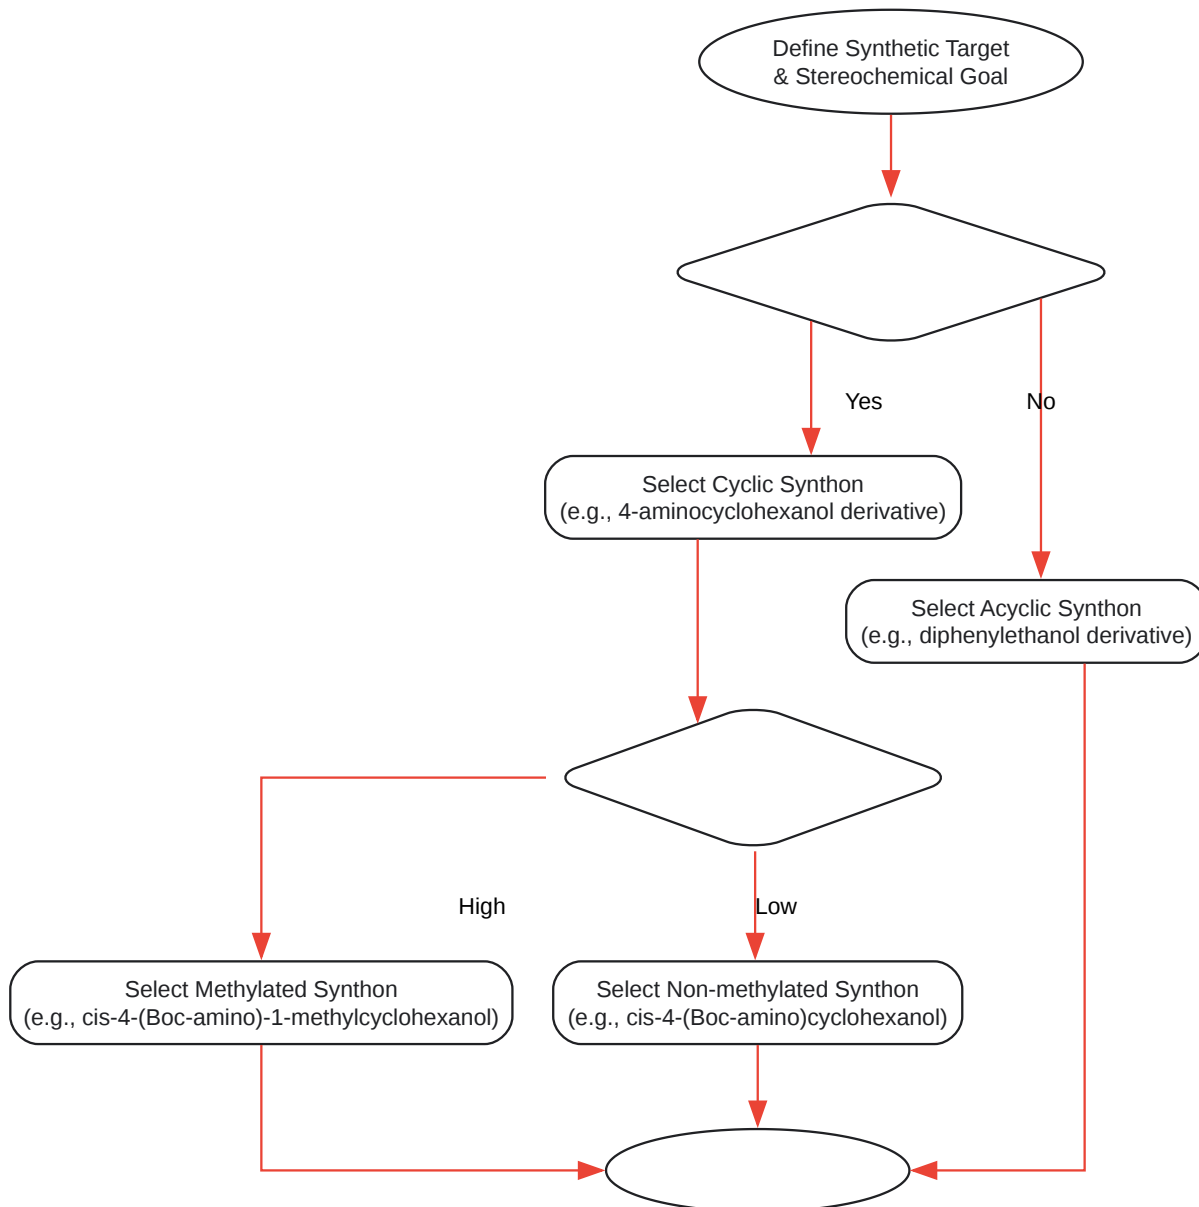 Define Synthetic Target
& Stereochemical Goal
Yes
No
Select Cyclic Synthon
(e.g., 4-aminocyclohexanol derivative)
Select Acyclic Synthon
(e.g., diphenylethanol derivative)
High
Low
Select Methylated Synthon
(e.g., cis-4-(Boc-amino)-1-methylcyclohexanol)
Select Non-methylated Synthon
(e.g., cis-4-(Boc-amino)cyclohexanol)